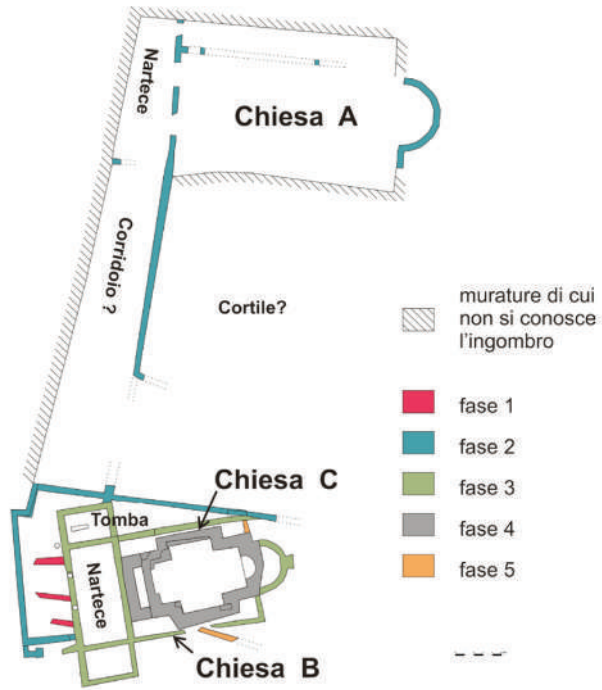 Nartece
Chiesa A
Corridoio ?
Cortile?
murature di cui
non si conosce
l'ingombro
fase 1
fase 2
fase 3
fase 4
fase 5
Chiesa C
Tomba
Nartece
Chiesa B